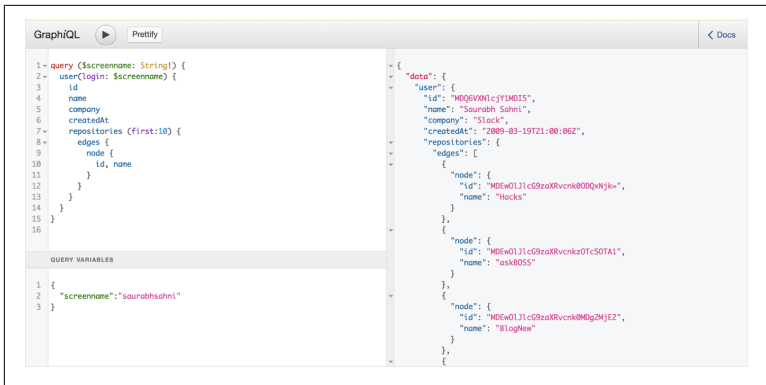 GraphiQL Prettify < Docs
1 query ($screenname: String!) {
2 user(login: $screenname) {
3 id
4 name
5 company
6 createdAt
7 repositories (first:10) {
8 edges {
9 node {
10 id, name
11 }
12 }
13 }
14 }
15 }
16
QUERY VARIABLES
1 {
2 "screenname":"saurabhsahni"
3 }
{
"data": {
"user": {
"id": "MDQ6VXNlcjY1MDI5",
"name": "Saurabh Sahni",
"company": "Slack",
"createdAt": "2009-03-19T21:00:06Z",
"repositories": {
"edges": [
{
"node": {
"id": "MDEwOlJlcG9zaXRvcnk0ODQxNjk=",
"name": "Hacks"
}
},
{
"node": {
"id": "MDEwOlJlcG9zaXRvcnkzOTc5OTA1",
"name": "askBOSS"
}
},
{
"node": {
"id": "MDEwOlJlcG9zaXRvcnk0MDg2MjE2",
"name": "BlogNew"
}
},
{